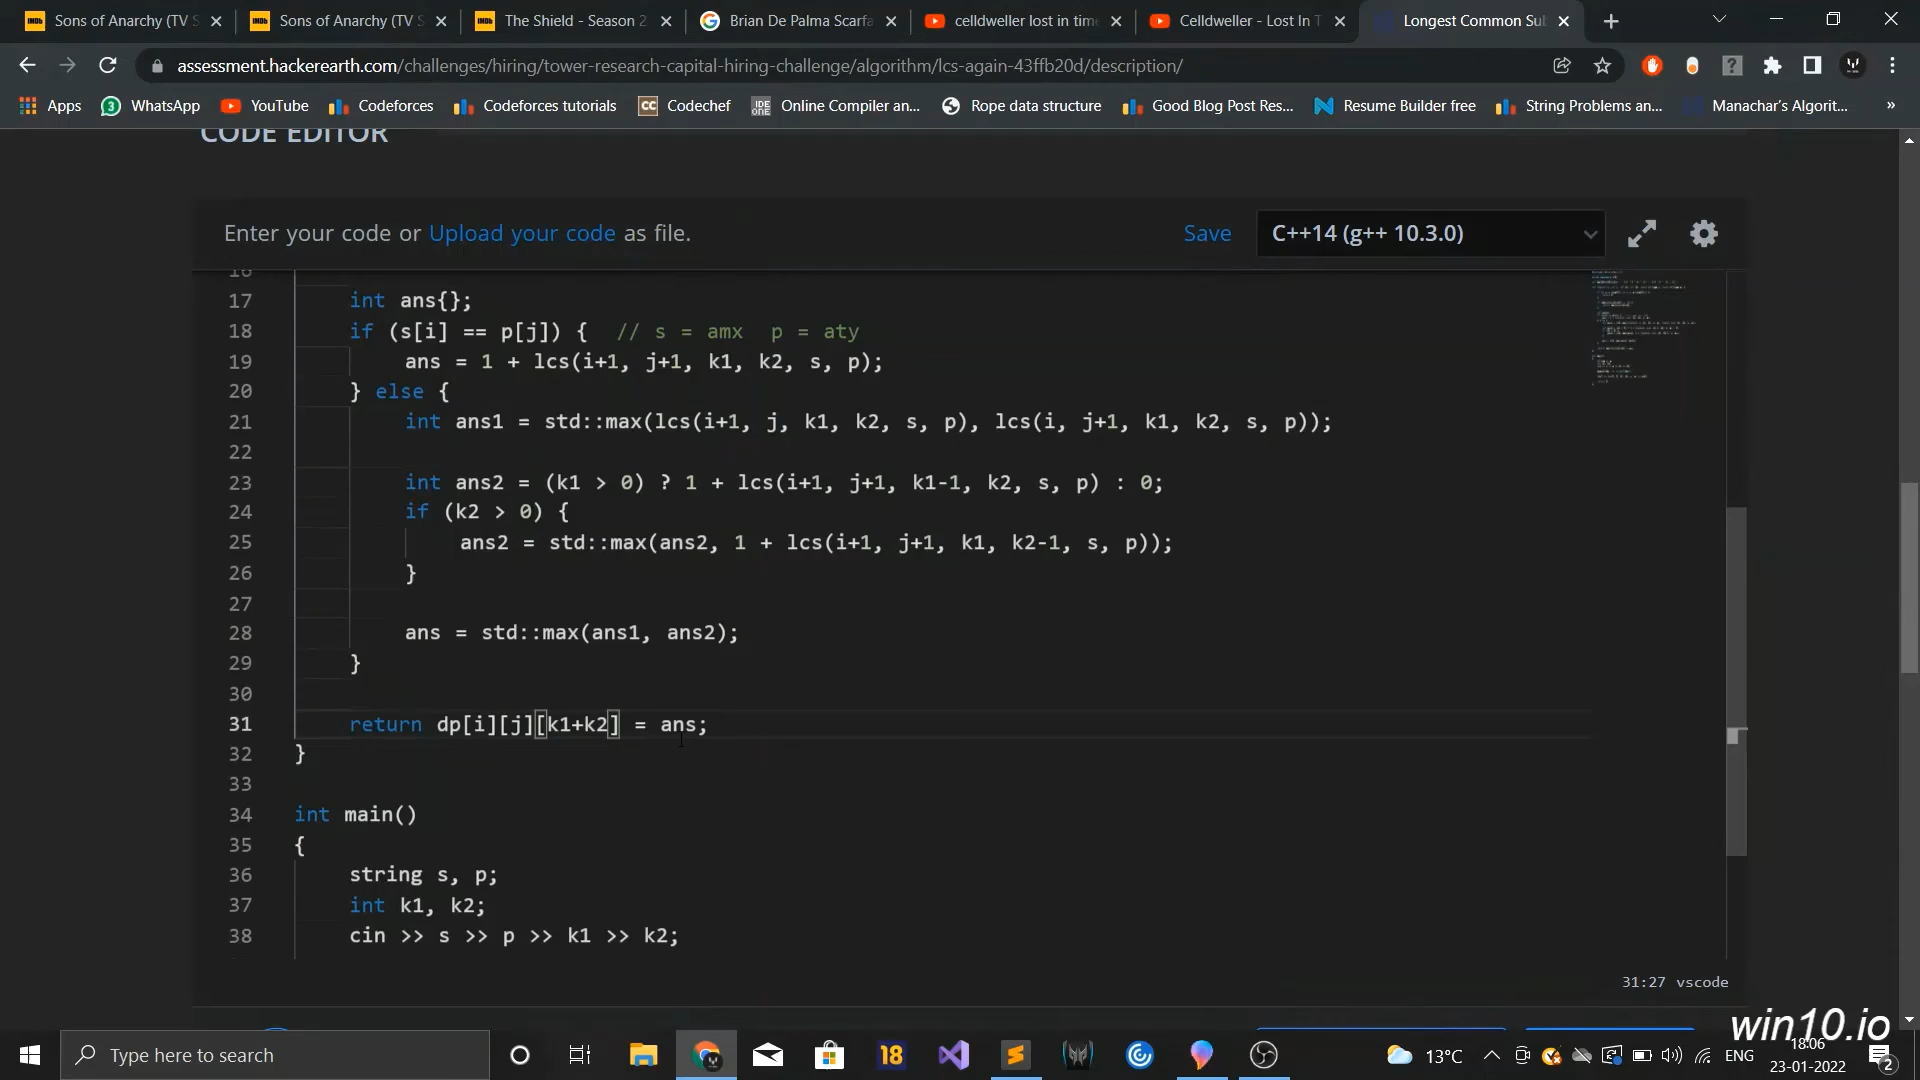 Sons of Anarchy (TV S
Sons of Anarchy (TV S
The Shield - Season 2
Brian De Palma Scarfa
celldweller lost in time
Celldweller - Lost In T
Longest Common Sub
assessment.hackerearth.com/challenges/hiring/tower-research-capital-hiring-challenge/algorithm/lcs-again-43ffb20d/description/
Apps
WhatsApp
YouTube
Codeforces
Codeforces tutorials
Codechef
Online Compiler an...
Rope data structure
Good Blog Post Res...
Resume Builder free
String Problems an...
Manachar's Algorit...
»
CODE EDITOR
Enter your code or Upload your code as file.
Save
C++14 (g++ 10.3.0)
16
17 int ans{};
18 if (s[i] == p[j]) { // s = amx p = aty
19 ans = 1 + lcs(i+1, j+1, k1, k2, s, p);
20 } else {
21 int ans1 = std::max(lcs(i+1, j, k1, k2, s, p), lcs(i, j+1, k1, k2, s, p));
22
23 int ans2 = (k1 > 0) ? 1 + lcs(i+1, j+1, k1-1, k2, s, p) : 0;
24 if (k2 > 0) {
25 ans2 = std::max(ans2, 1 + lcs(i+1, j+1, k1, k2-1, s, p));
26 }
27
28 ans = std::max(ans1, ans2);
29 }
30
31 return dp[i][j][k1+k2] = ans;
32 }
33
34 int main()
35 {
36 string s, p;
37 int k1, k2;
38 cin >> s >> p >> k1 >> k2;
31:27 vscode
win10.io
Type here to search
18
13°C
ENG
18:06
23-01-2022
2